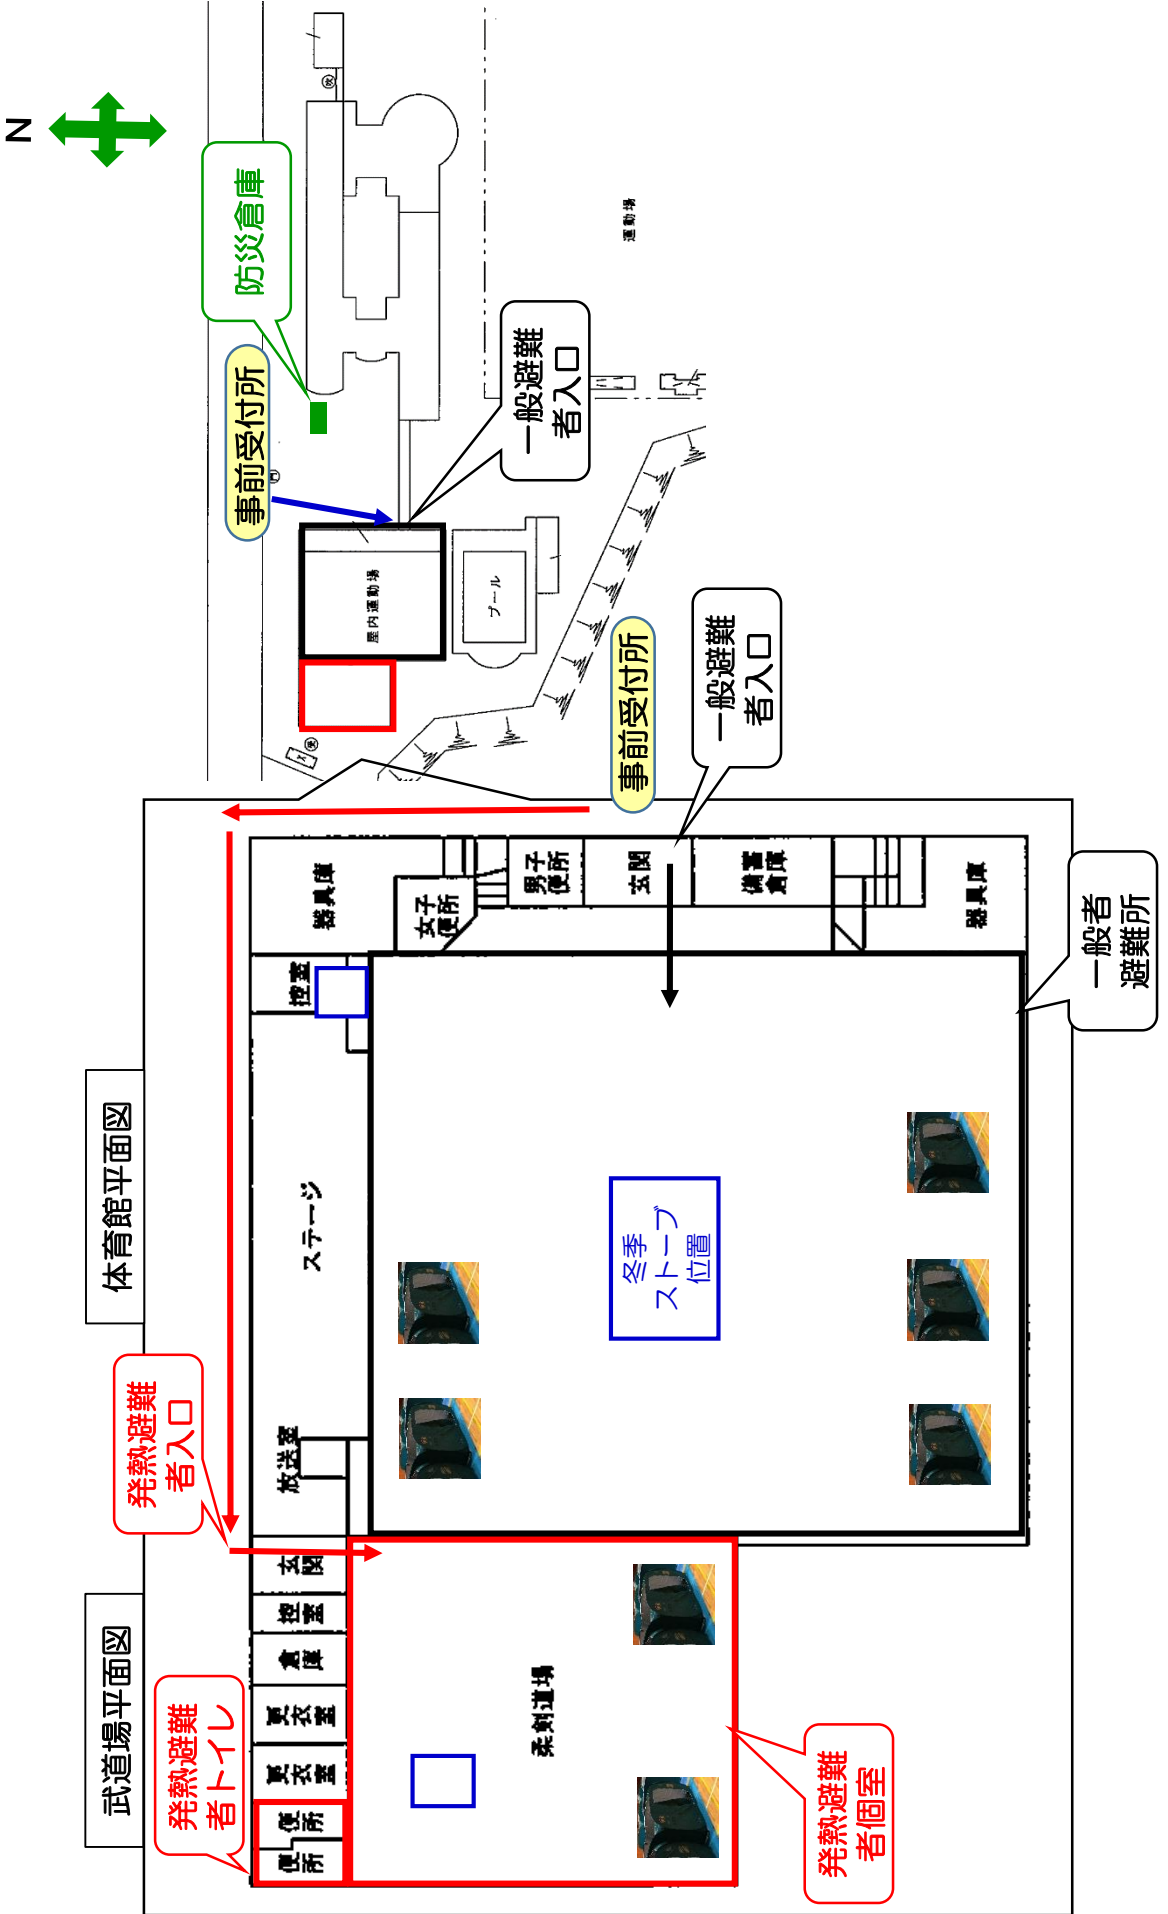 武道場平面図
体育館平面図
N
発熱避難
者トイレ
発熱避難
者入口
防災倉庫
事前受付所
便所
便所
更衣室
更衣室
倉庫
控室
玄関
放送室
ステージ
控室
器具庫
屋内運動場
女子
便所
プール
一般避難
者入口
男子
便所
柔剣道場
冬季
ストーブ
位置
玄関
事前受付所
運動場
一般避難
者入口
備蓄
倉庫
発熱避難
者個室
器具庫
一般者
避難所